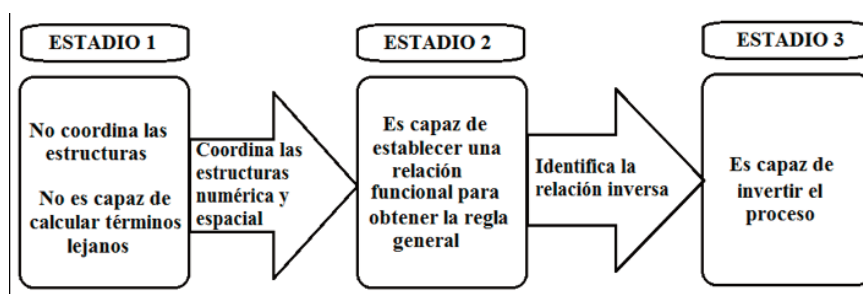 ESTADIO 1
No coordina las
estructuras
No es capaz de
calcular términos
lejanos
Coordina las
estructuras
numérica y
espacial
ESTADIO 2
Es capaz de
establecer una
relación
funcional para
obtener la regla
general
Identifica la
relación inversa
ESTADIO 3
Es capaz de
invertir el
proceso